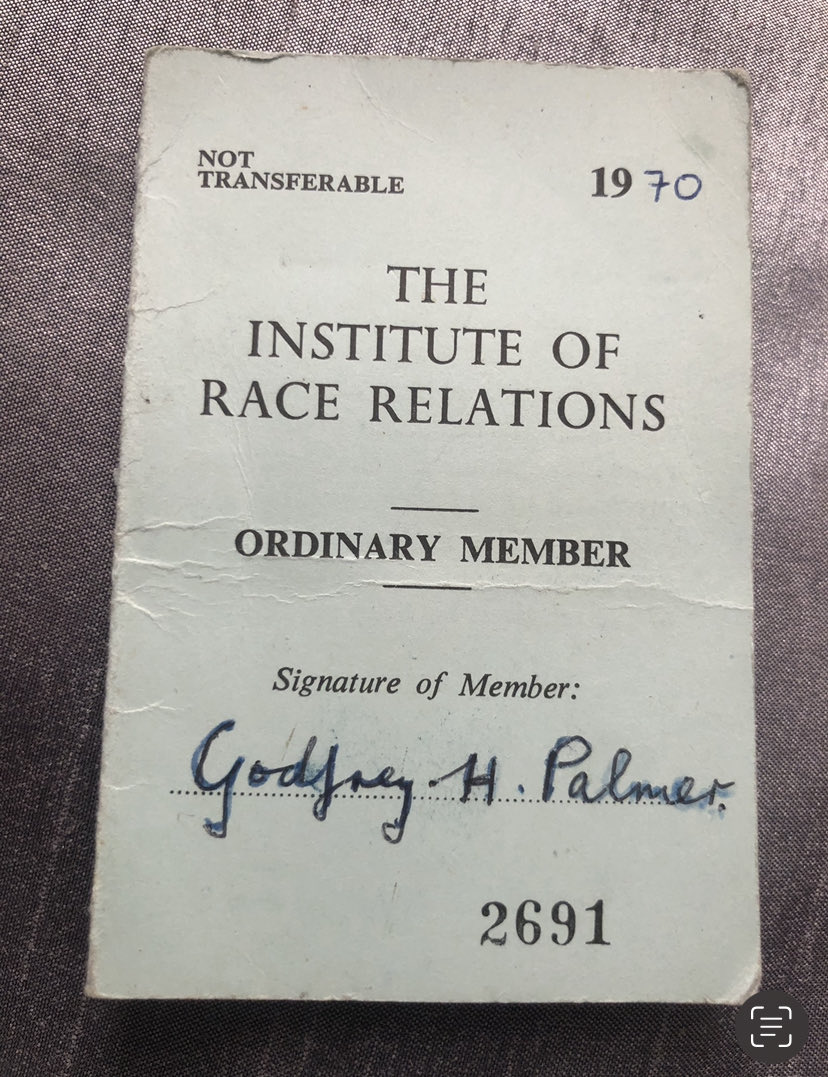 NOT
TRANSFERABLE
1970
THE
INSTITUTE OF
RACE RELATIONS
ORDINARY MEMBER
Signature of Member:
Godfrey. H. Palmer.
2691